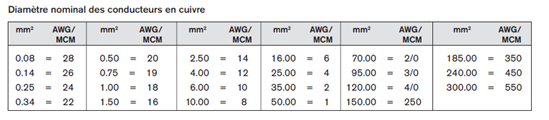 Diamètre nominal des conducteurs en cuivre
mm² AWG/ MCM mm² AWG/ MCM mm² AWG/ MCM mm² AWG/ MCM mm² AWG/ MCM mm² AWG/ MCM
0.08 = 28 0.50 = 20 2.50 = 14 16.00 = 6 70.00 = 2/0 185.00 = 350
0.14 = 26 0.75 = 19 4.00 = 12 25.00 = 4 95.00 = 3/0 240.00 = 450
0.25 = 24 1.00 = 18 6.00 = 10 35.00 = 2 120.00 = 4/0 300.00 = 550
0.34 = 22 1.50 = 16 10.00 = 8 50.00 = 1 150.00 = 250